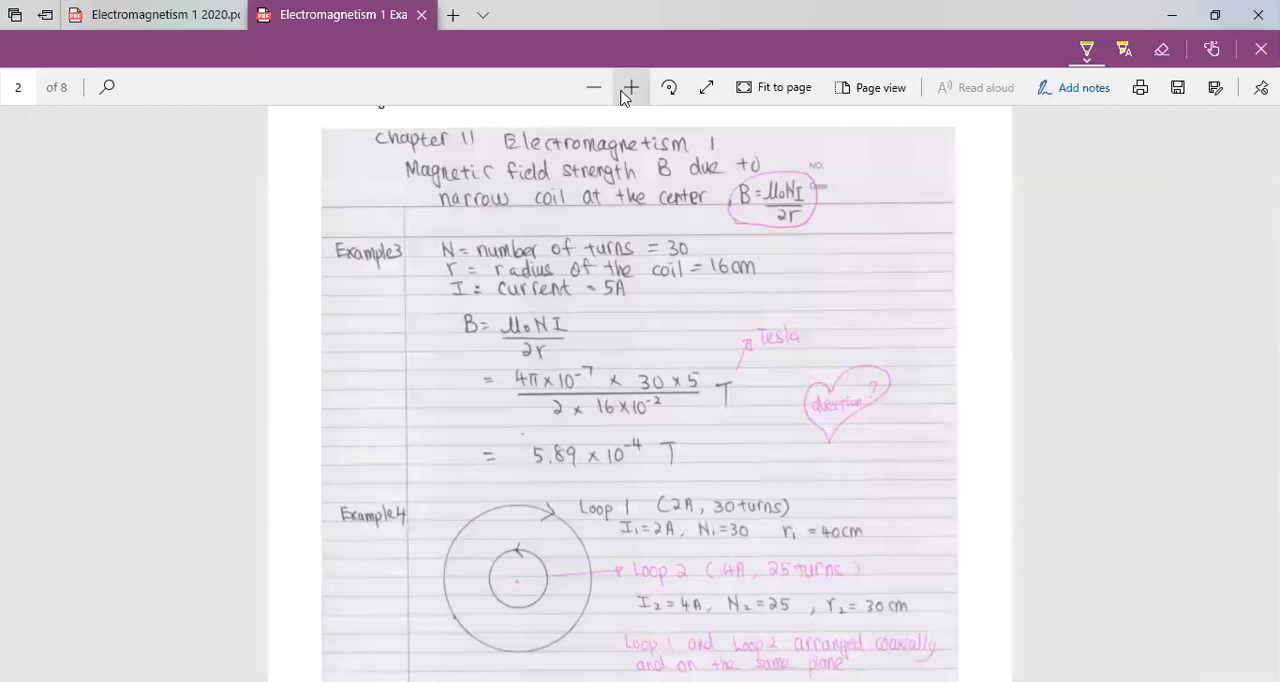 Electromagnetism 1 2020.pd
Electromagnetism 1 Exa
2 of 8
Fit to page
Page view
Read aloud
Add notes
Chapter 11 Electromagnetism 1
Magnetic field strength B due to
NO.
narrow coil at the center B = μ₀NI / 2r
Example3 N = number of turns = 30
r = radius of the coil = 16cm
I = current = 5A
B = μ₀NI / 2r
Tesla
= 4π×10⁻⁷ × 30×5 / 2 × 16×10⁻² T
direction?
= 5.89 × 10⁻⁴ T
Example4 Loop 1 (2A, 30 turns)
I₁=2A, N₁=30 r₁ = 40cm
Loop 2 (4A, 25 turns)
I₂=4A, N₂=25, r₂=30cm
Loop 1 and Loop 2 arranged coaxially
and on the same plane